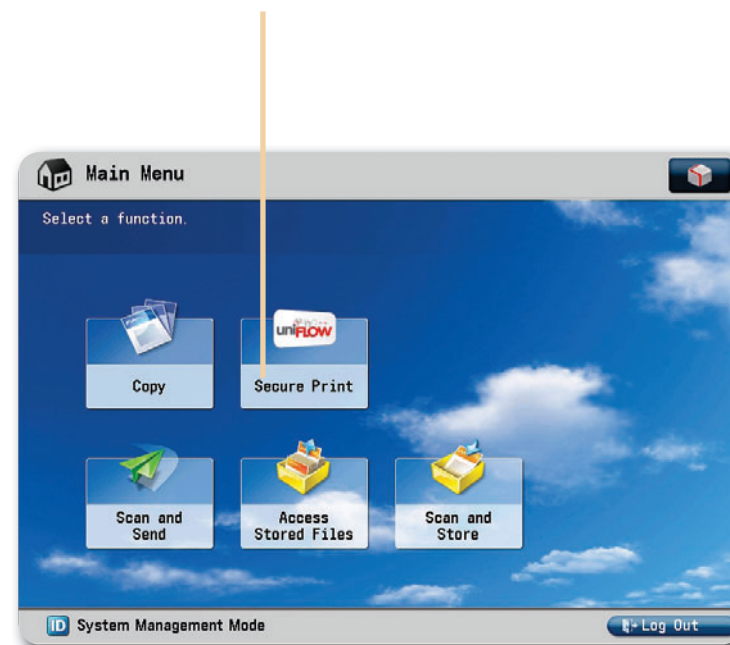 Main Menu
Select a function.
uniFLOW
Copy
Secure Print
Scan and
Send
Access
Stored Files
Scan and
Store
ID System Management Mode
Log Out